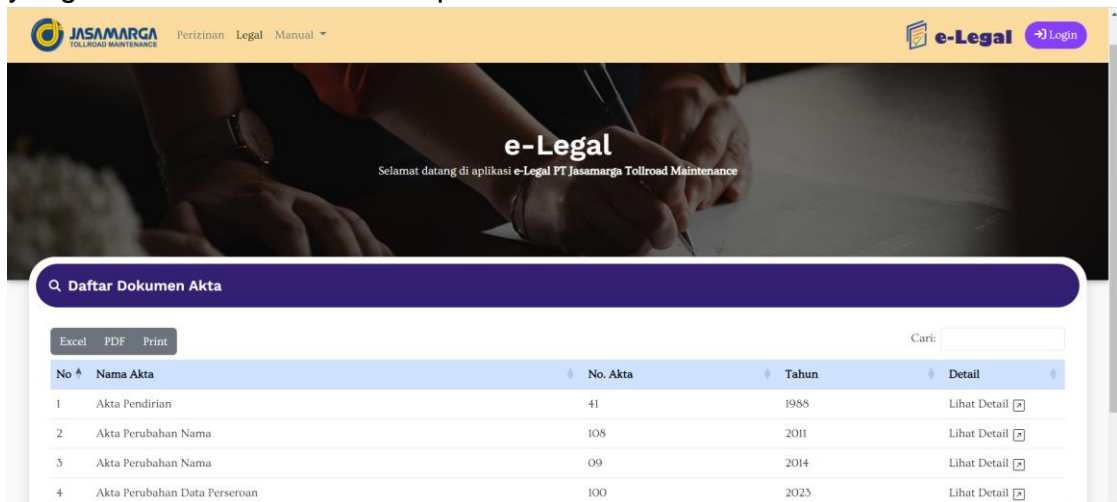 JASAMARGA
TOLLROAD MAINTENANCE
Perizinan Legal Manual
e-Legal
Login
e-Legal
Selamat datang di aplikasi e-Legal PT Jasamarga Tollroad Maintenance
Daftar Dokumen Akta
Excel PDF Print
Cari:
No Nama Akta No. Akta Tahun Detail
1 Akta Pendirian 41 1988 Lihat Detail
2 Akta Perubahan Nama 108 2011 Lihat Detail
3 Akta Perubahan Nama 09 2014 Lihat Detail
4 Akta Perubahan Data Perseroan 100 2023 Lihat Detail